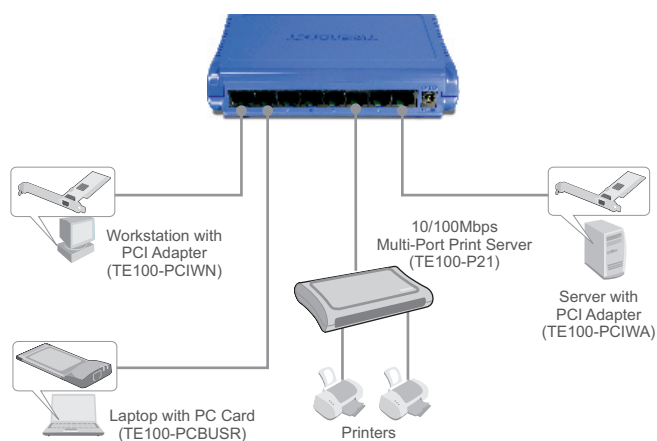 10/100Mbps
Multi-Port Print Server
(TE100-P21)
Workstation with
PCI Adapter
(TE100-PCIWN)
Server with
PCI Adapter
(TE100-PCIWA)
Laptop with PC Card
(TE100-PCBUSR)
Printers